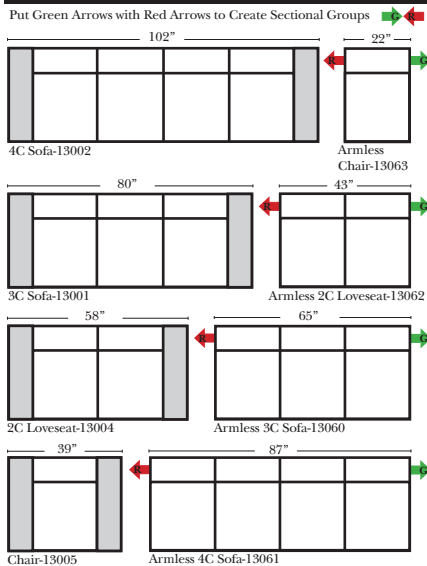 Put Green Arrows with Red Arrows to Create Sectional Groups G R
102” 22”
R G
4C Sofa-13002 Armless
Chair-13063
80” 43”
R G
3C Sofa-13001 Armless 2C Loveseat-13062
58” 65”
R G
2C Loveseat-13004 Armless 3C Sofa-13060
39” 87”
R G
Chair-13005 Armless 4C Sofa-13061